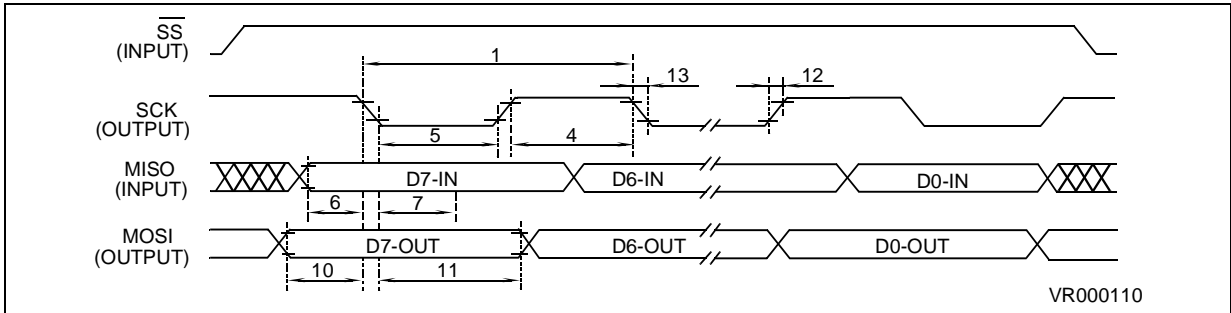 SS
(INPUT)
1
13
12
SCK
(OUTPUT)
5
4
MISO
(INPUT)
D7-IN
D6-IN
D0-IN
6
7
MOSI
(OUTPUT)
D7-OUT
D6-OUT
D0-OUT
10
11
VR000110